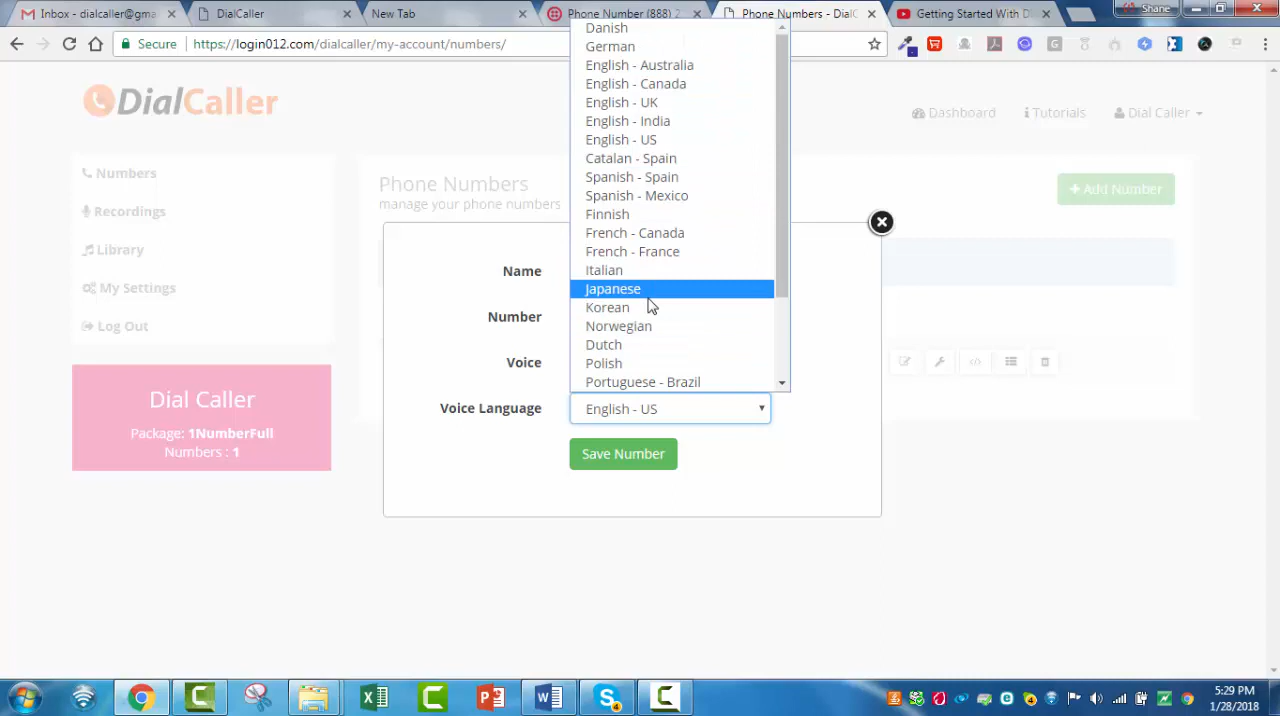 Inbox - dialcaller@gma
DialCaller
New Tab
Phone Number (888) 2
Phone Numbers - DialC
Getting Started With D
Shane
Secure
https://login012.com/dialcaller/my-account/numbers/
DialCaller
Dashboard
Tutorials
Dial Caller
Numbers
Recordings
Library
My Settings
Log Out
Dial Caller
Package: 1NumberFull
Numbers : 1
Phone Numbers
manage your phone numbers
+ Add Number
Name
Number
Voice
Voice Language
Danish
German
English - Australia
English - Canada
English - UK
English - India
English - US
Catalan - Spain
Spanish - Spain
Spanish - Mexico
Finnish
French - Canada
French - France
Italian
Japanese
Korean
Norwegian
Dutch
Polish
Portuguese - Brazil
English - US
Save Number
5:29 PM
1/28/2018